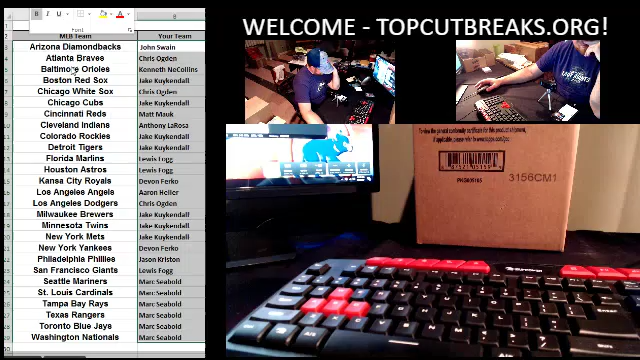 WELCOME - TOPCUTBREAKS.ORG!
Font
MLB Team Your Team
Arizona Diamondbacks John Swain
Atlanta Braves Chris Ogden
Baltimore Orioles Kenneth NeCollins
Boston Red Sox Jake Kuykendall
Chicago White Sox Chris Ogden
Chicago Cubs Jake Kuykendall
Cincinnati Reds Matt Mauk
Cleveland Indians Anthony LaRosa
Colorado Rockies Jake Kuykendall
Detroit Tigers Jake Kuykendall
Florida Marlins Lewis Fogg
Houston Astros Lewis Fogg
Kansas City Royals Devon Ferko
Los Angeles Angels Aaron Heller
Los Angeles Dodgers Chris Ogden
Milwaukee Brewers Jake Kuykendall
Minnesota Twins Jake Kuykendall
New York Mets Jake Kuykendall
New York Yankees Devon Ferko
Philadelphia Phillies Jason Kriston
San Francisco Giants Lewis Fogg
Seattle Mariners Marc Seabold
St. Louis Cardinals Marc Seabold
Tampa Bay Rays Marc Seabold
Texas Rangers Marc Seabold
Toronto Blue Jays Marc Seabold
Washington Nationals Marc Seabold
3156CM1